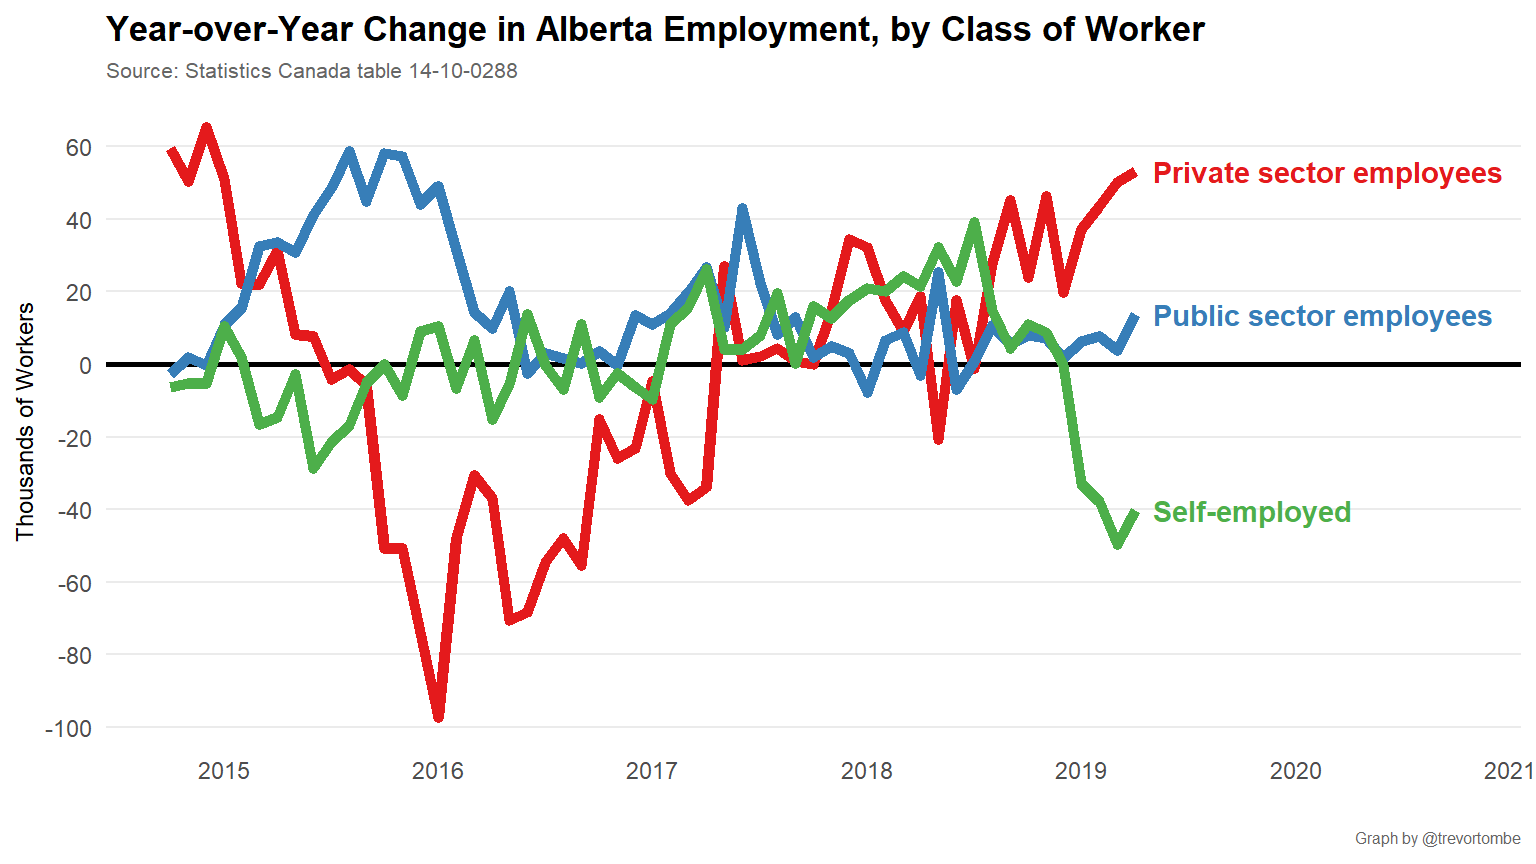 Year-over-Year Change in Alberta Employment, by Class of Worker
Source: Statistics Canada table 14-10-0288
Thousands of Workers
60
40
20
0
-20
-40
-60
-80
-100
Private sector employees
Public sector employees
Self-employed
2015
2016
2017
2018
2019
2020
2021
Graph by @trevortombe